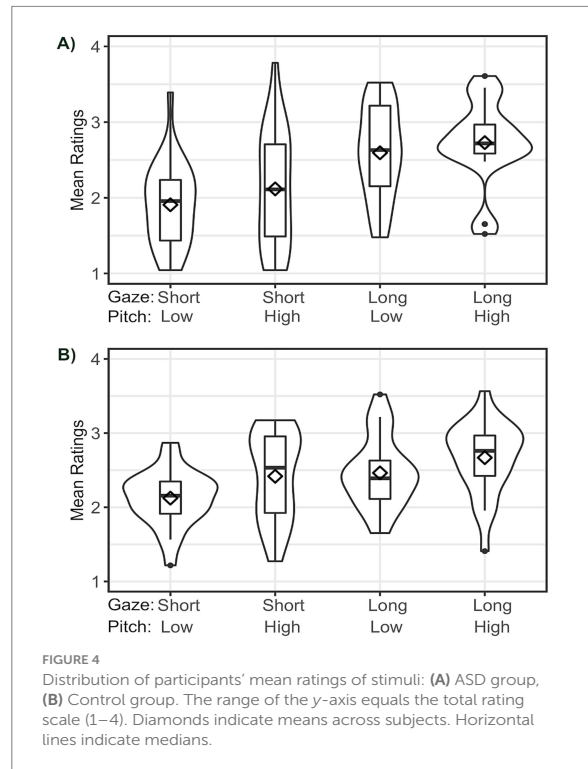 A)
4
3
2
1
Mean Ratings
Gaze: Short Short Long Long
Pitch: Low High Low High
B)
4
3
2
1
Mean Ratings
Gaze: Short Short Long Long
Pitch: Low High Low High
FIGURE 4
Distribution of participants’ mean ratings of stimuli: (A) ASD group,
(B) Control group. The range of the y-axis equals the total rating
scale (1–4). Diamonds indicate means across subjects. Horizontal
lines indicate medians.